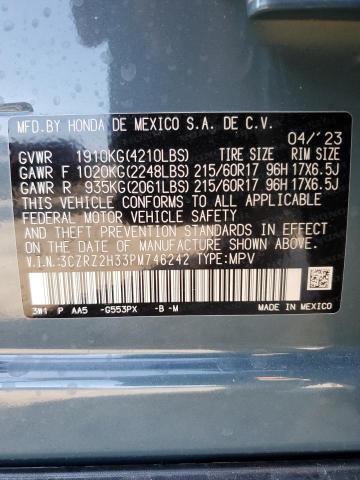 MFD.BY HONDA DE MEXICO S.A. DE C.V.
04/'23
GVWR 1910KG(4210LBS) TIRE SIZE RIM SIZE
GAWR F 1020KG(2248LBS) 215/60R17 96H 17X6.5J
GAWR R 935KG(2061LBS) 215/60R17 96H 17X6.5J
THIS VEHICLE CONFORMS TO ALL APPLICABLE
FEDERAL MOTOR VEHICLE SAFETY
AND THEFT PREVENTION STANDARDS IN EFFECT
ON THE DATE OF MANUFACTURE SHOWN ABOVE.
V.I.N.:3CZRZ2H33PM746242 TYPE:MPV
3W1 P AA5 -G553PX -B -M
MADE IN MEXICO